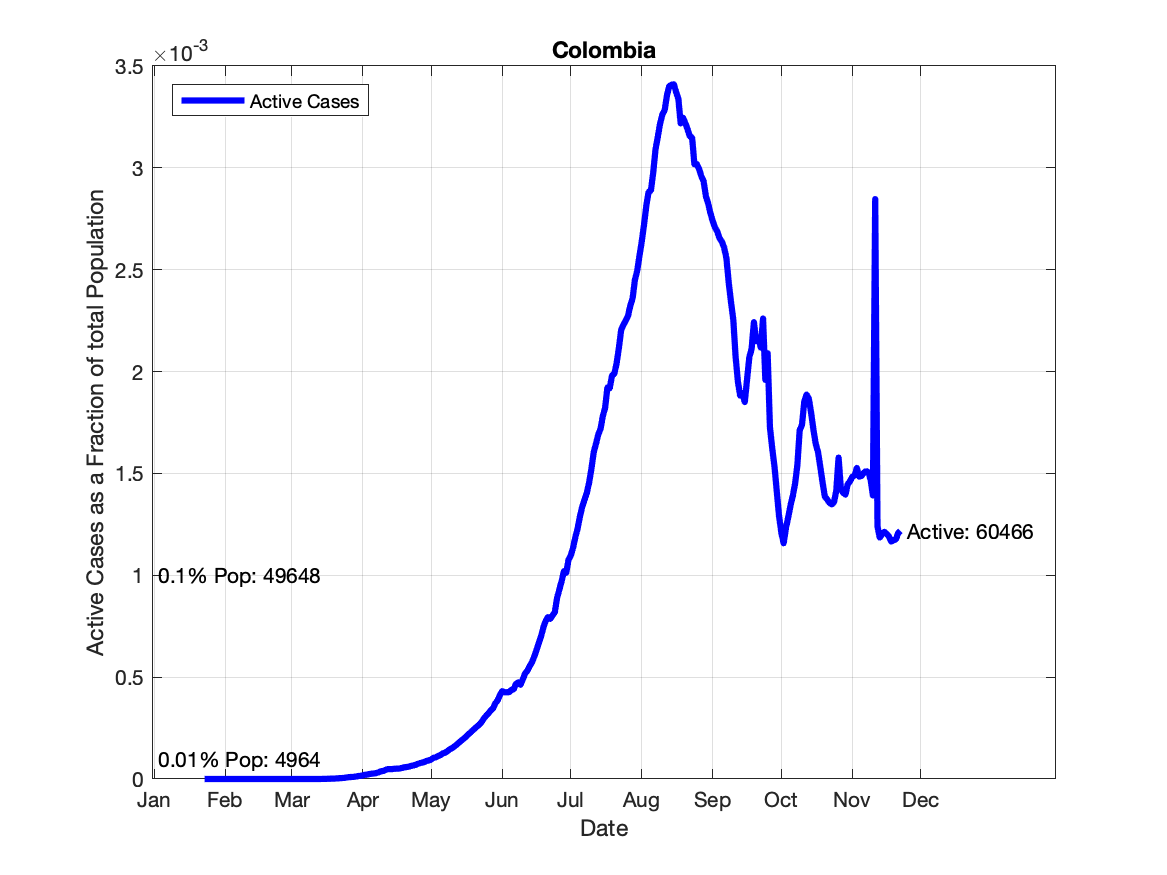 Colombia
×10-3
Active Cases
3.5
3
2.5
2
1.5
1
0.5
0
Active Cases as a Fraction of total Population
Active: 60466
0.1% Pop: 49648
0.01% Pop: 4964
Jan Feb Mar Apr May Jun Jul Aug Sep Oct Nov Dec
Date